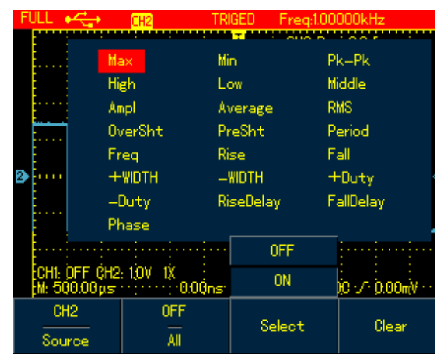 FULL CH2 TRIGED Freq:1.00000kHz
Max Min Pk-Pk
High Low Middle
Ampl Average RMS
OverSht PreSht Period
Freq Rise Fall
2 +WIDTH -WIDTH +Duty
-Duty RiseDelay FallDelay
Phase
OFF
CH1: OFF CH2: 1.0V 1X
ON
M: 500.00μs 0.00ns 0.00mV
CH2 OFF Select Clear
Source All